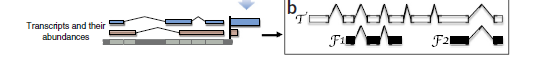 Transcripts and their
abundances
b
𝒯
ℱ1
ℱ2